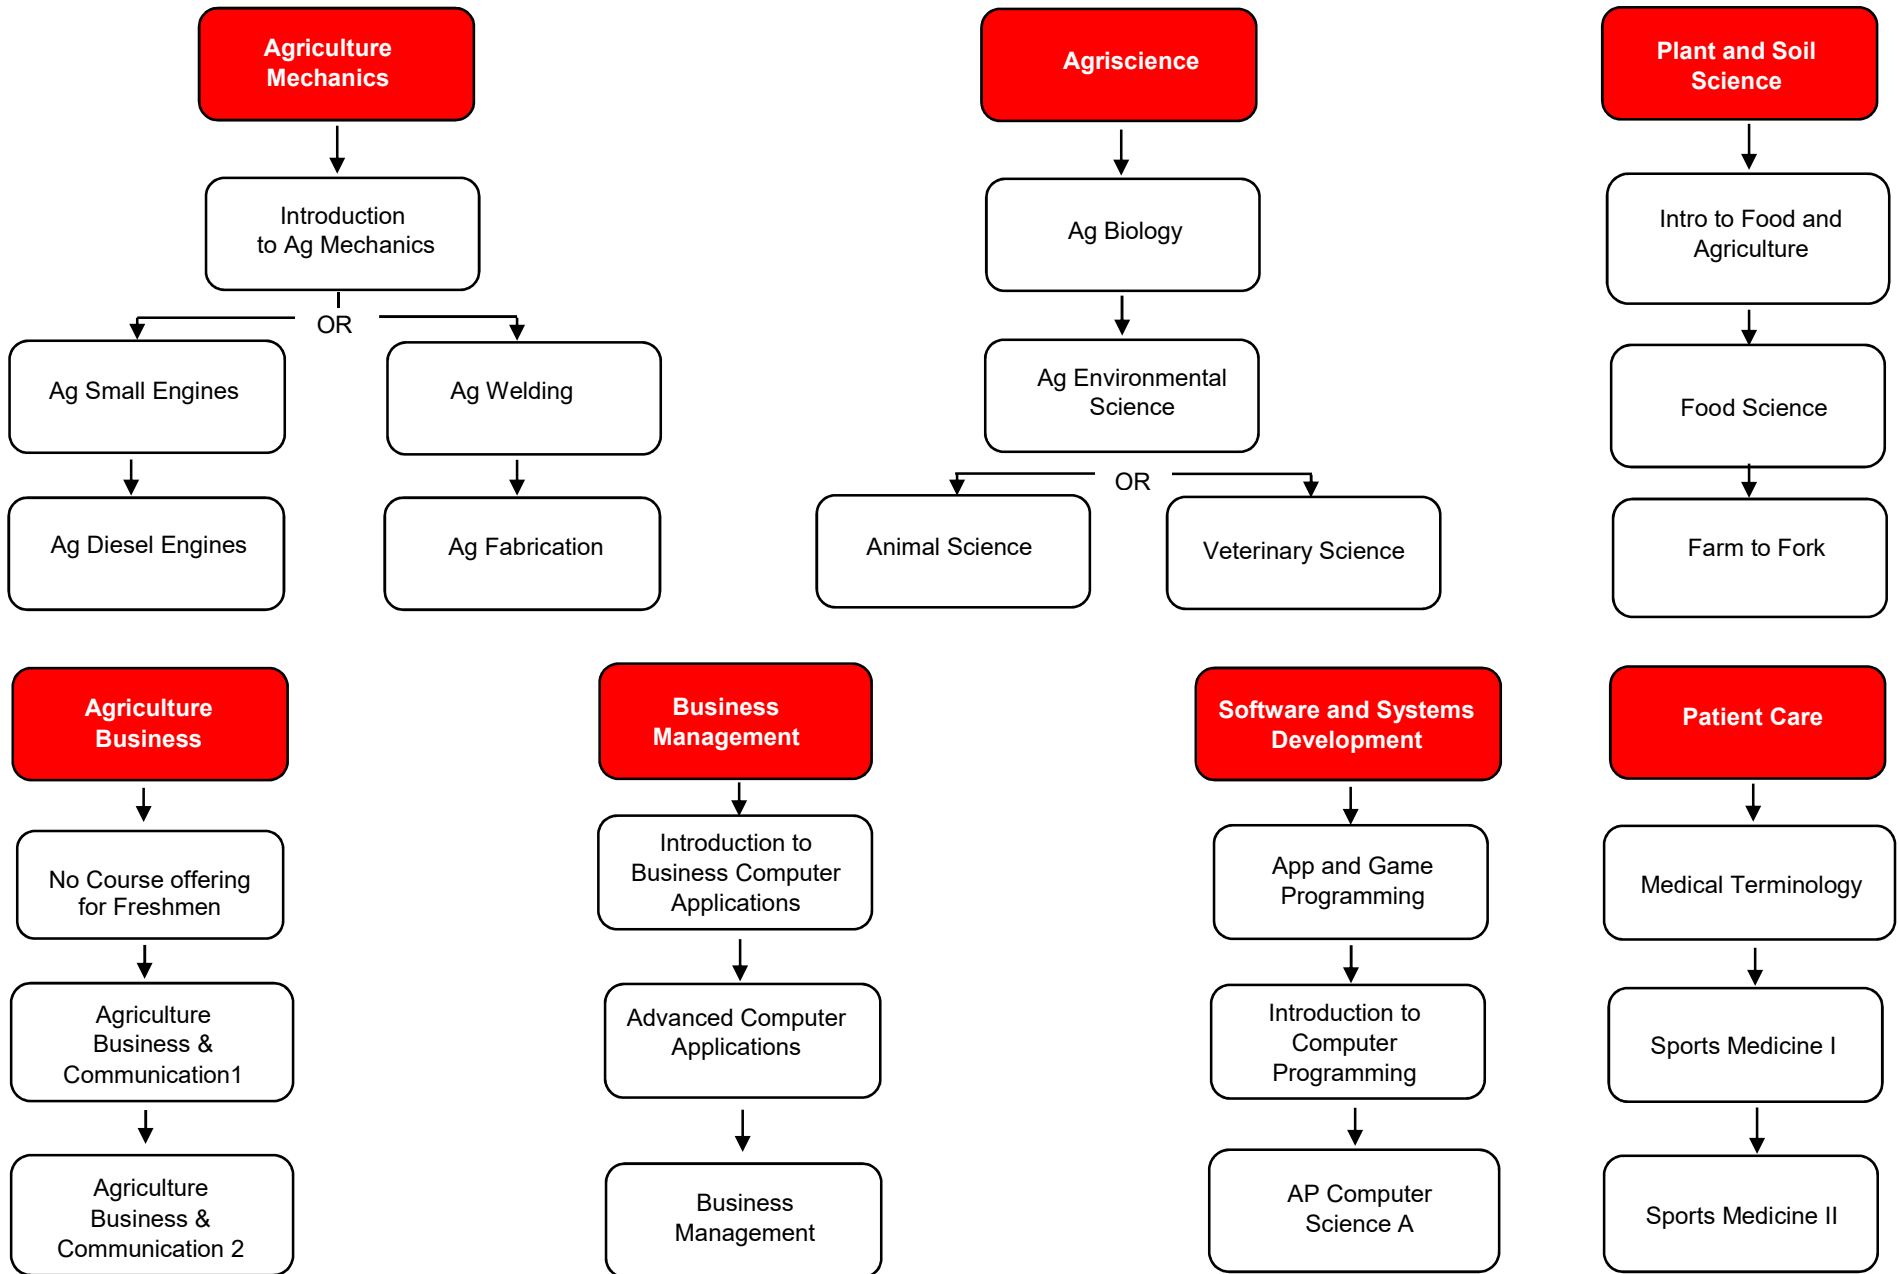 Agriculture
Mechanics
Introduction
to Ag Mechanics
OR
Ag Small Engines
Ag Welding
Ag Diesel Engines
Ag Fabrication
Agriscience
Ag Biology
Ag Environmental
Science
OR
Animal Science
Veterinary Science
Plant and Soil
Science
Intro to Food and
Agriculture
Food Science
Farm to Fork
Agriculture
Business
No Course offering
for Freshmen
Agriculture
Business &
Communication1
Agriculture
Business &
Communication 2
Business
Management
Introduction to
Business Computer
Applications
Advanced Computer
Applications
Business
Management
Software and Systems
Development
App and Game
Programming
Introduction to
Computer
Programming
AP Computer
Science A
Patient Care
Medical Terminology
Sports Medicine I
Sports Medicine II